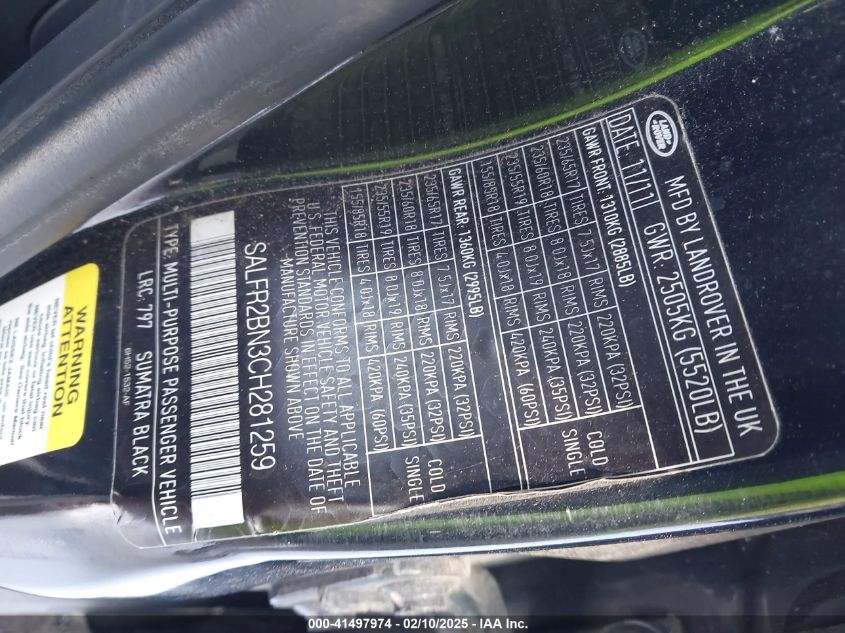 LAND ROVER
MFD BY LANDROVER IN THE UK
DATE: 11/11 GWR: 2505KG (5520LB)
GAWR FRONT: 1310KG (2885LB)
235/65R17 TIRES 7.5JX17 RIMS 220KPA (32PSI)
235/60R18 TIRES 8.0JX18 RIMS 220KPA (32PSI)
235/55R19 TIRES 8.0JX19 RIMS 240KPA (35PSI)
155/85R18 TIRES 4.0JX18 RIMS 420KPA (60PSI)
COLD
SINGLE
GAWR REAR: 1360KG (2995LB)
235/65R17 TIRES 7.5JX17 RIMS 220KPA (32PSI)
235/60R18 TIRES 8.0JX18 RIMS 220KPA (32PSI)
235/55R19 TIRES 8.0JX19 RIMS 240KPA (35PSI)
155/85R18 TIRES 4.0JX18 RIMS 420KPA (60PSI)
COLD
SINGLE
THIS VEHICLE CONFORMS TO ALL APPLICABLE
U.S. FEDERAL MOTOR VEHICLE SAFETY AND THEFT
PREVENTION STANDARDS IN EFFECT ON THE DATE OF
MANUFACTURE SHOWN ABOVE
SALFR2BN3CH281259
TYPE: MULTI-PURPOSE PASSENGER VEHICLE
LRC: 797 SUMATRA BLACK
WARNING
ATTENTION
000-41497974 - 02/10/2025 - IAA Inc.